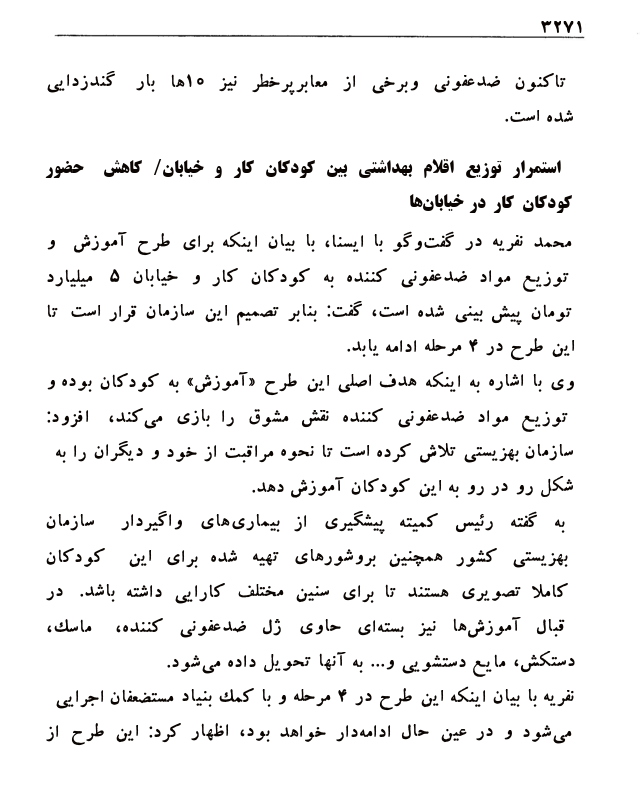 ۳۲۷۱
تاکنون ضدعفونی وبرخی از معابرپرخطر نیز ۱۰ها بار گندزدایی
شده است.
استمرار توزیع اقلام بهداشتی بین کودکان کار و خیابان/ کاهش حضور
کودکان کار در خیابان‌ها
محمد نفریه در گفت‌وگو با ایسنا، با بیان اینکه برای طرح آموزش و
توزیع مواد ضدعفونی کننده به کودکان کار و خیابان ۵ میلیارد
تومان پیش بینی شده است، گفت: بنابر تصمیم این سازمان قرار است تا
این طرح در ۴ مرحله ادامه یابد.
وی با اشاره به اینکه هدف اصلی این طرح «آموزش» به کودکان بوده و
توزیع مواد ضدعفونی کننده نقش مشوق را بازی می‌کند، افزود:
سازمان بهزیستی تلاش کرده است تا نحوه مراقبت از خود و دیگران را به
شکل رو در رو به این کودکان آموزش دهد.
به گفته رئیس کمیته پیشگیری از بیماری‌های واگیردار سازمان
بهزیستی کشور همچنین بروشورهای تهیه شده برای این کودکان
کاملا تصویری هستند تا برای سنین مختلف کارایی داشته باشد. در
قبال آموزش‌ها نیز بسته‌ای حاوی ژل ضدعفونی کننده، ماسك،
دستکش، مایع دستشویی و... به آنها تحویل داده می‌شود.
نفریه با بیان اینکه این طرح در ۴ مرحله و با کمك بنیاد مستضعفان اجرایی
می‌شود و در عین حال ادامه‌دار خواهد بود، اظهار کرد: این طرح از